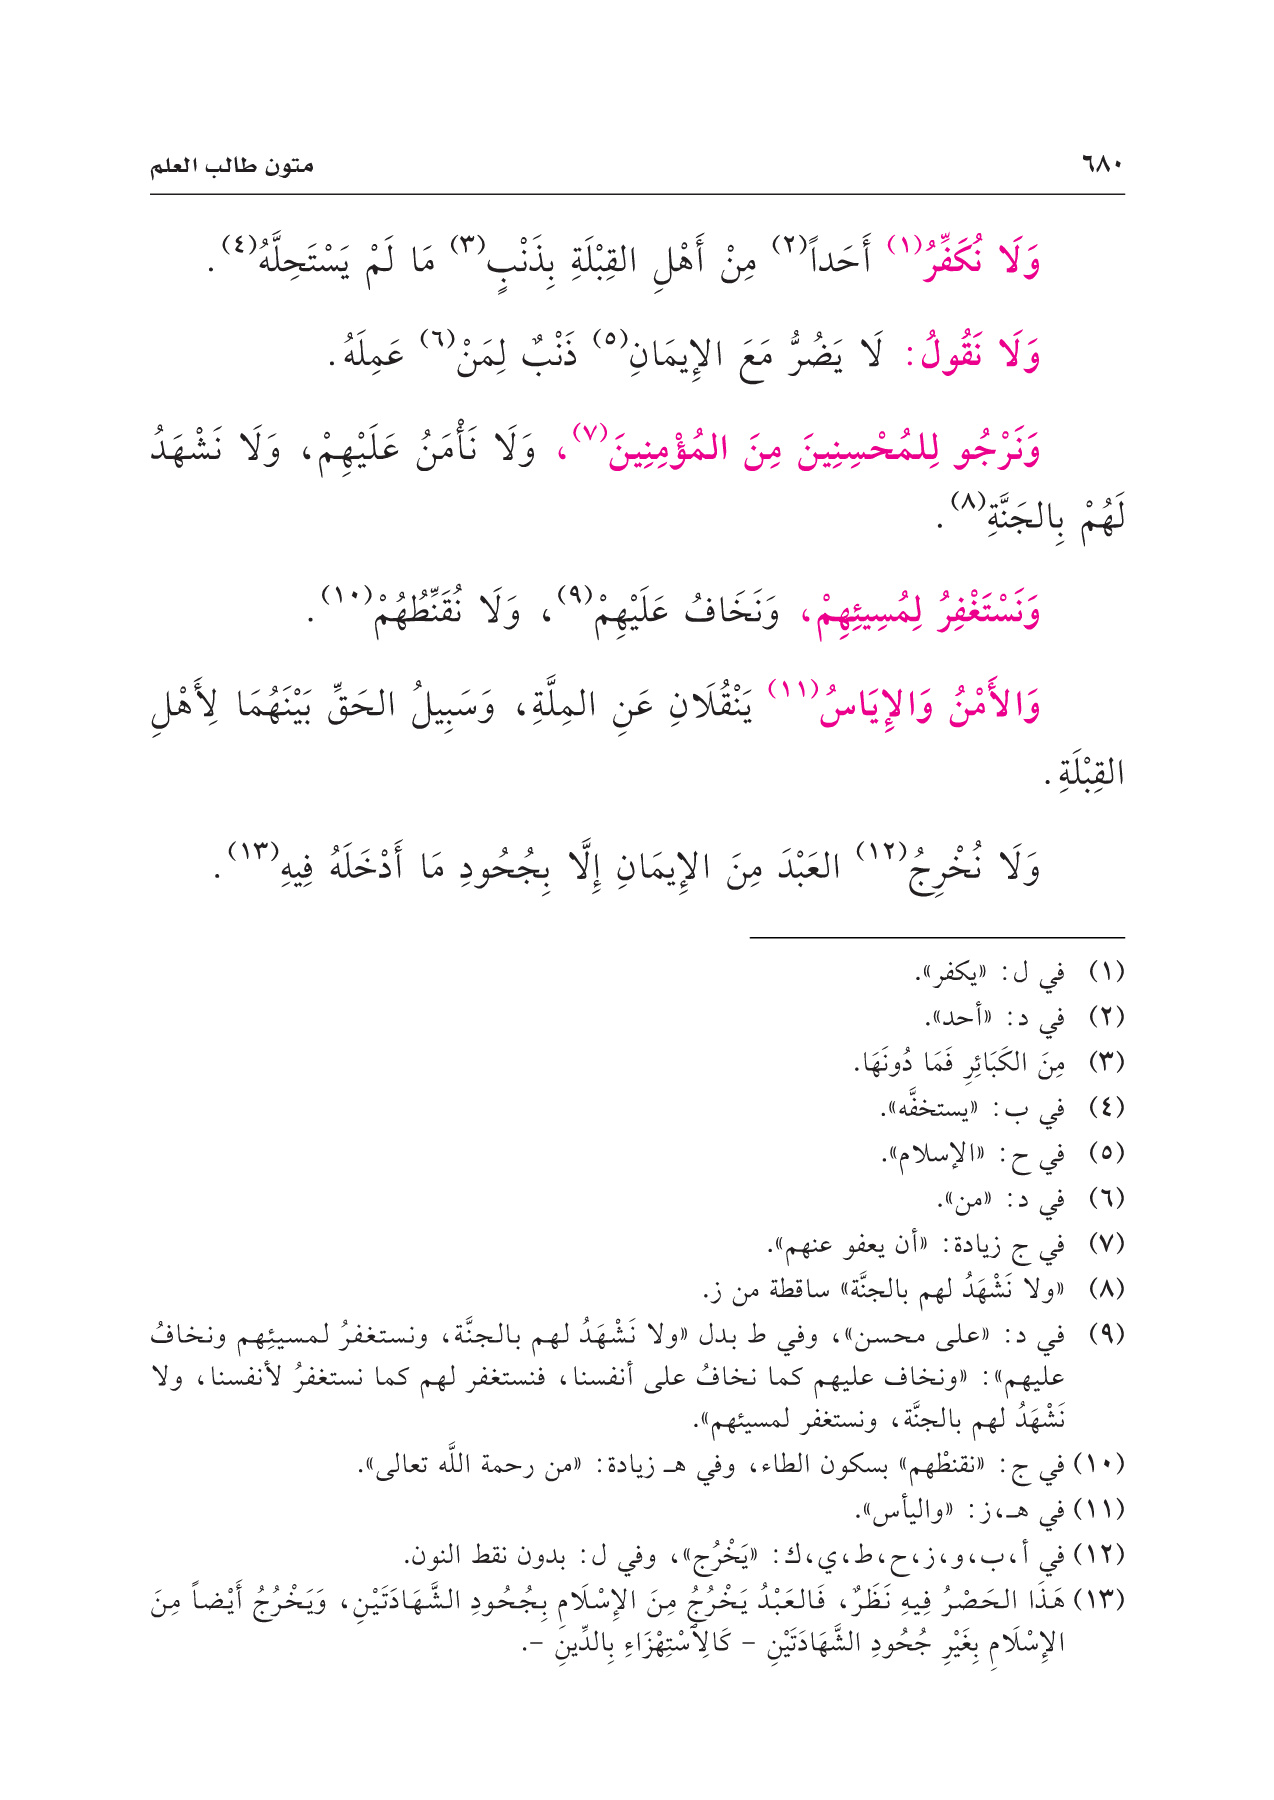 ٦٨٠
متون طالب العلم
وَلَا نُكَفِّرُ(١) أَحَداً(٢) مِنْ أَهْلِ القِبْلَةِ بِذَنْبٍ(٣) مَا لَمْ يَسْتَحِلَّهُ(٤).
وَلَا نَقُولُ: لَا يَضُرُّ مَعَ الإِيمَانِ(٥) ذَنْبٌ لِمَنْ(٦) عَمِلَهُ.
وَنَرْجُو لِلمُحْسِنِينَ مِنَ المُؤْمِنِينَ(٧)، وَلَا نَأْمَنُ عَلَيْهِمْ، وَلَا نَشْهَدُ
لَهُمْ بِالجَنَّةِ(٨).
وَنَسْتَغْفِرُ لِمُسِيئِهِمْ، وَنَخَافُ عَلَيْهِمْ(٩)، وَلَا نُقَنِّطُهُمْ(١٠).
وَالأَمْنُ وَالإِيَاسُ(١١) يَنْقُلَانِ عَنِ المِلَّةِ، وَسَبِيلُ الحَقِّ بَيْنَهُمَا لِأَهْلِ
القِبْلَةِ.
وَلَا نُخْرِجُ(١٢) العَبْدَ مِنَ الإِيمَانِ إِلَّا بِجُحُودِ مَا أَدْخَلَهُ فِيهِ(١٣).
(١) في ل: «يكفر».
(٢) في د: «أحد».
(٣) مِنَ الكَبَائِرِ فَمَا دُونَهَا.
(٤) في ب: «يستخفَّه».
(٥) في ح: «الإسلام».
(٦) في د: «من».
(٧) في ج زيادة: «أن يعفو عنهم».
(٨) «ولا نَشْهَدُ لهم بالجنَّة» ساقطة من ز.
(٩) في د: «على محسن»، وفي ط بدل «ولا نَشْهَدُ لهم بالجنَّة، ونستغفرُ لمسيئِهم ونخافُ
عليهم»: «ونخاف عليهم كما نخافُ على أنفسنا، فنستغفر لهم كما نستغفرُ لأنفسنا، ولا
نَشْهَدُ لهم بالجنَّة، ونستغفر لمسيئهم».
(١٠) في ج: «نقنطْهم» بسكون الطاء، وفي هـ زيادة: «من رحمة اللَّه تعالى».
(١١) في هـ،ز: «واليأس».
(١٢) في أ،ب،و،ز،ح،ط،ي،ك: «يَخْرُج»، وفي ل: بدون نقط النون.
(١٣) هَذَا الحَصْرُ فِيهِ نَظَرٌ، فَالعَبْدُ يَخْرُجُ مِنَ الإِسْلَامِ بِجُحُودِ الشَّهَادَتَيْنِ، وَيَخْرُجُ أَيْضاً مِنَ
الإِسْلَامِ بِغَيْرِ جُحُودِ الشَّهَادَتَيْنِ - كَالِاسْتِهْزَاءِ بِالدِّينِ -.